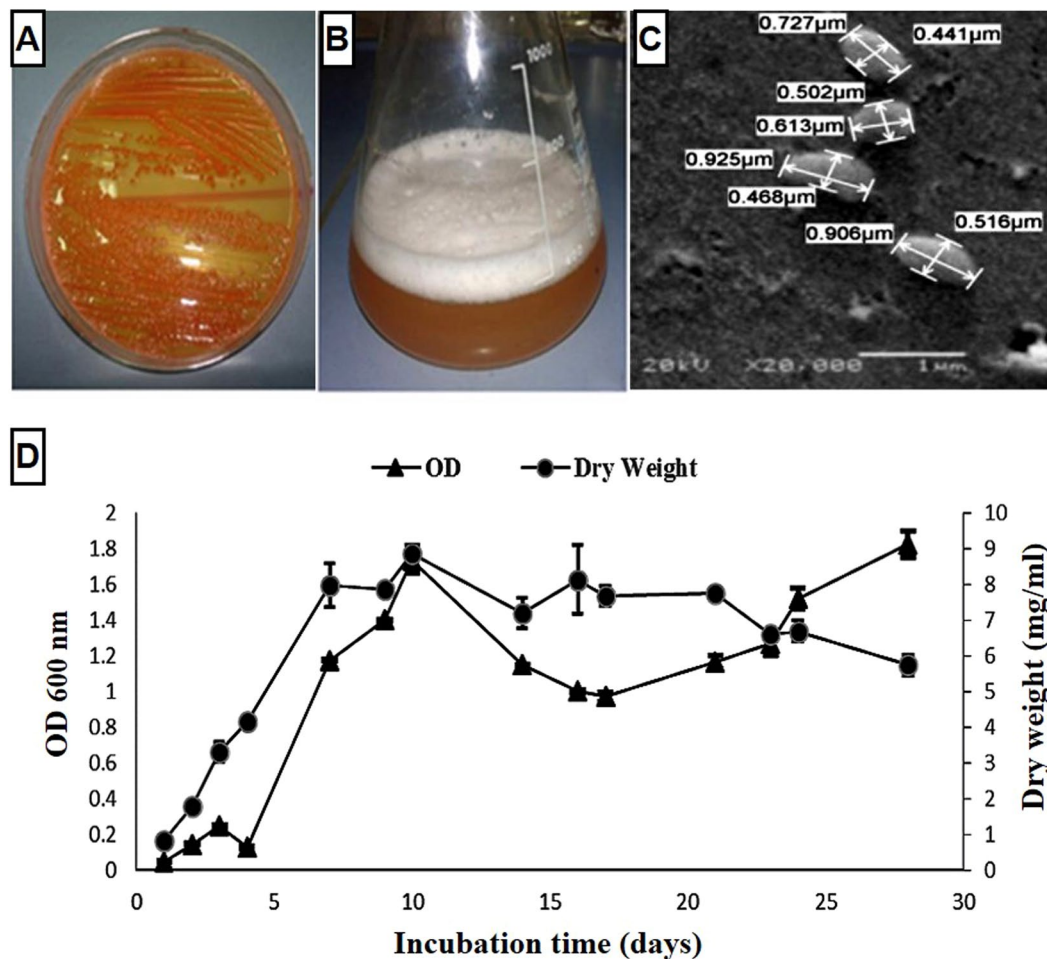 A
B
C
1000
0.727µm
0.441µm
0.502µm
0.613µm
0.925µm
0.468µm
0.906µm
0.516µm
20kV
X20,000
1µm
D
OD
Dry Weight
2
1.8
1.6
1.4
1.2
1
0.8
0.6
0.4
0.2
0
OD 600 nm
10
9
8
7
6
5
4
3
2
1
0
Dry weight (mg/ml)
0 5 10 15 20 25 30
Incubation time (days)